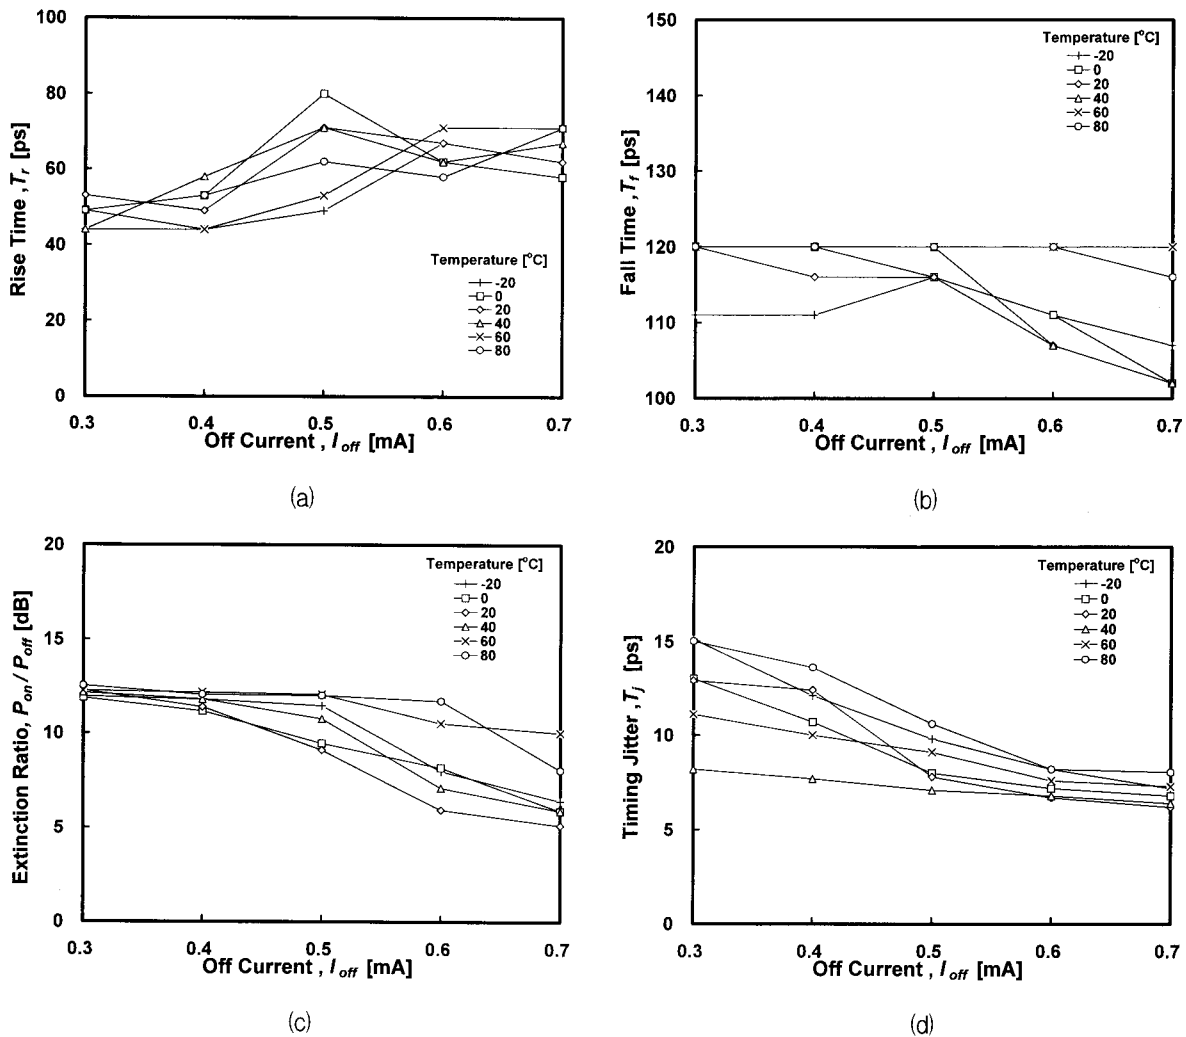 100
80
60
40
20
0
Rise Time , Tr [ps]
Temperature [°C]
-20
0
20
40
60
80
0.3 0.4 0.5 0.6 0.7
Off Current , I off [mA]
(a)
150
140
130
120
110
100
Fall Time , Tf [ps]
Temperature [°C]
-20
0
20
40
60
80
0.3 0.4 0.5 0.6 0.7
Off Current , I off [mA]
(b)
20
15
10
5
0
Extinction Ratio, Pon / Poff [dB]
Temperature [°C]
-20
0
20
40
60
80
0.3 0.4 0.5 0.6 0.7
Off Current , I off [mA]
(c)
20
15
10
5
0
Timing Jitter , Tj [ps]
Temperature [°C]
-20
0
20
40
60
80
0.3 0.4 0.5 0.6 0.7
Off Current , I off [mA]
(d)